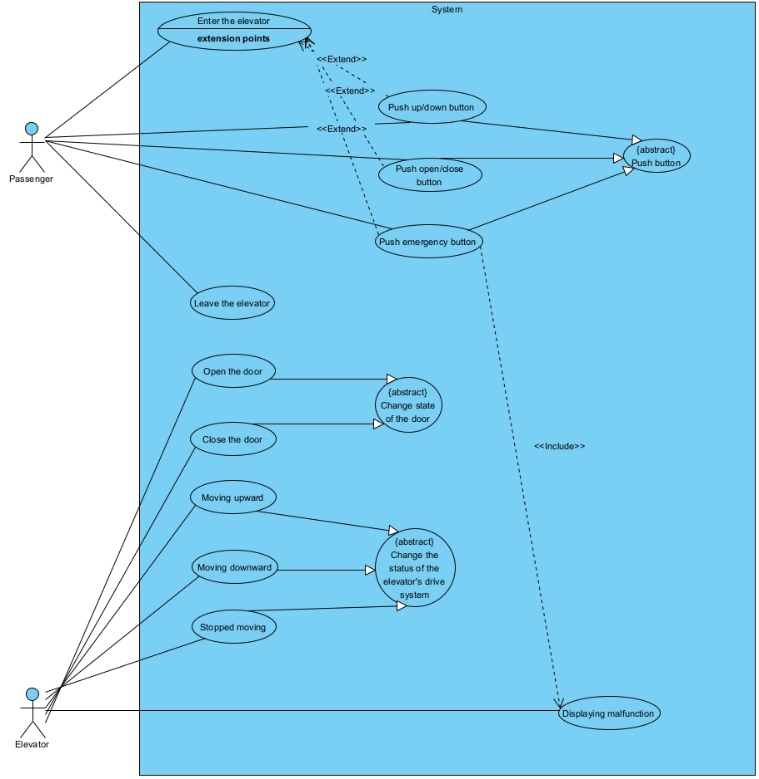 System
Enter the elevator
extension points
<<Extend>>
<<Extend>>
Push up/down button
<<Extend>>
{abstract}
Push button
Passenger
Push open/close
button
Push emergency button
Leave the elevator
Open the door
{abstract}
Change state
of the door
Close the door
<<Include>>
Moving upward
{abstract}
Change the
status of the
elevator's drive
system
Moving downward
Stopped moving
Displaying malfunction
Elevator